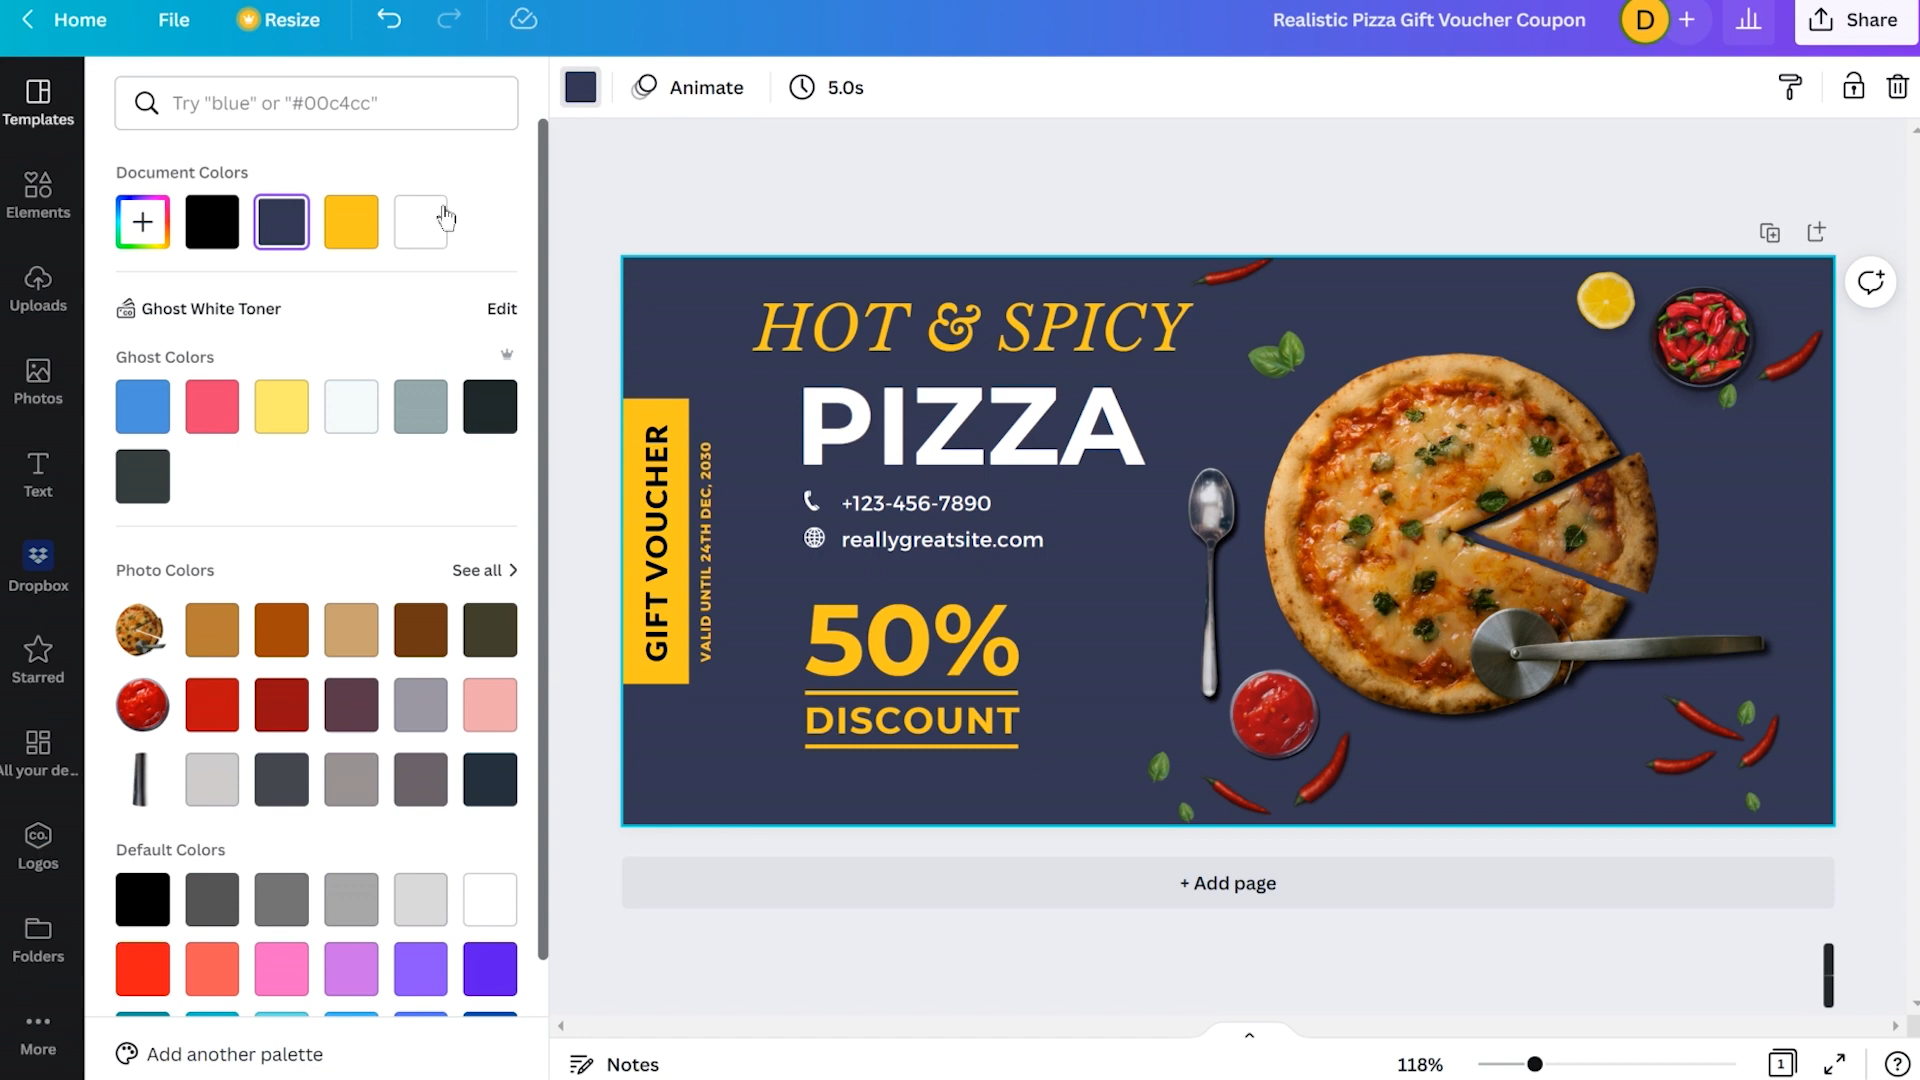 Home
File
Resize
Realistic Pizza Gift Voucher Coupon
D
Share
Templates
Elements
Uploads
Photos
Text
Dropbox
Starred
All your de...
Logos
Folders
More
Try "blue" or "#00c4cc"
Document Colors
Ghost White Toner
Edit
Ghost Colors
Photo Colors
See all
Default Colors
Add another palette
Animate
5.0s
HOT & SPICY
PIZZA
+123-456-7890
reallygreatsite.com
GIFT VOUCHER
VALID UNTIL 24TH DEC, 2030
50%
DISCOUNT
+ Add page
Notes
118%
1
?
co.
co